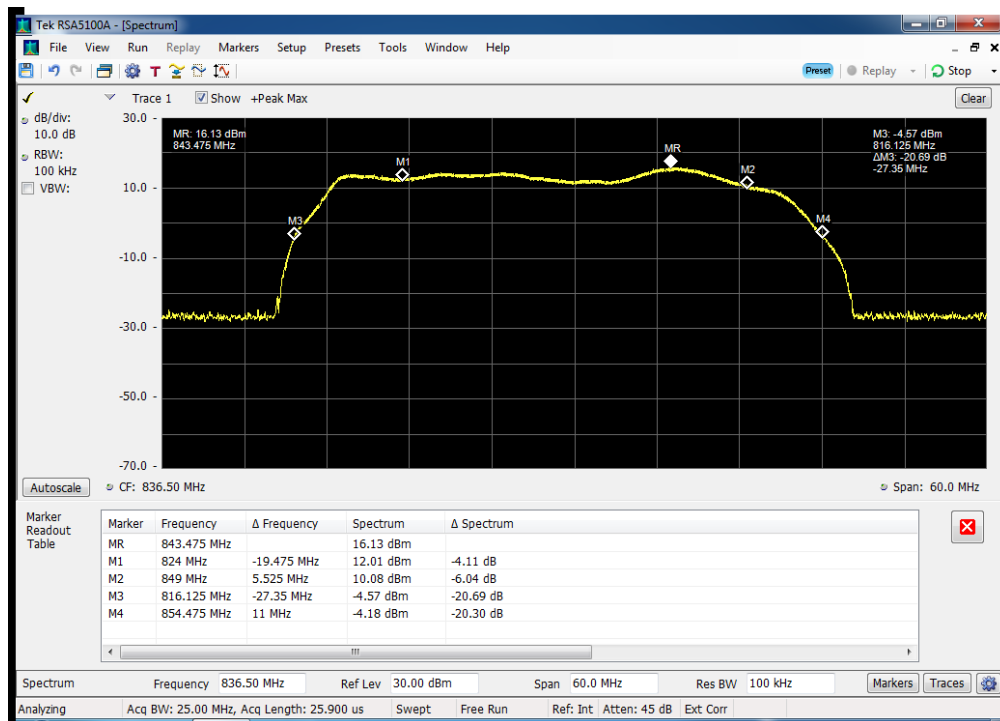 Tek RSA5100A - [Spectrum]
File View Run Replay Markers Setup Presets Tools Window Help
T Preset Replay Stop
Trace 1 Show +Peak Max Clear
dB/div:
10.0 dB
RBW:
100 kHz
VBW:
30.0
10.0
-10.0
-30.0
-50.0
-70.0
MR: 16.13 dBm
843.475 MHz
M3: -4.57 dBm
816.125 MHz
ΔM3: -20.69 dB
-27.35 MHz
M3
M1
MR
M2
M4
Autoscale CF: 836.50 MHz Span: 60.0 MHz
Marker
Readout
Table
Marker Frequency Δ Frequency Spectrum Δ Spectrum
MR 843.475 MHz 16.13 dBm
M1 824 MHz -19.475 MHz 12.01 dBm -4.11 dB
M2 849 MHz 5.525 MHz 10.08 dBm -6.04 dB
M3 816.125 MHz -27.35 MHz -4.57 dBm -20.69 dB
M4 854.475 MHz 11 MHz -4.18 dBm -20.30 dB
Spectrum Frequency 836.50 MHz Ref Lev 30.00 dBm Span 60.0 MHz Res BW 100 kHz Markers Traces
Analyzing Acq BW: 25.00 MHz, Acq Length: 25.900 us Swept Free Run Ref: Int Atten: 45 dB Ext Corr